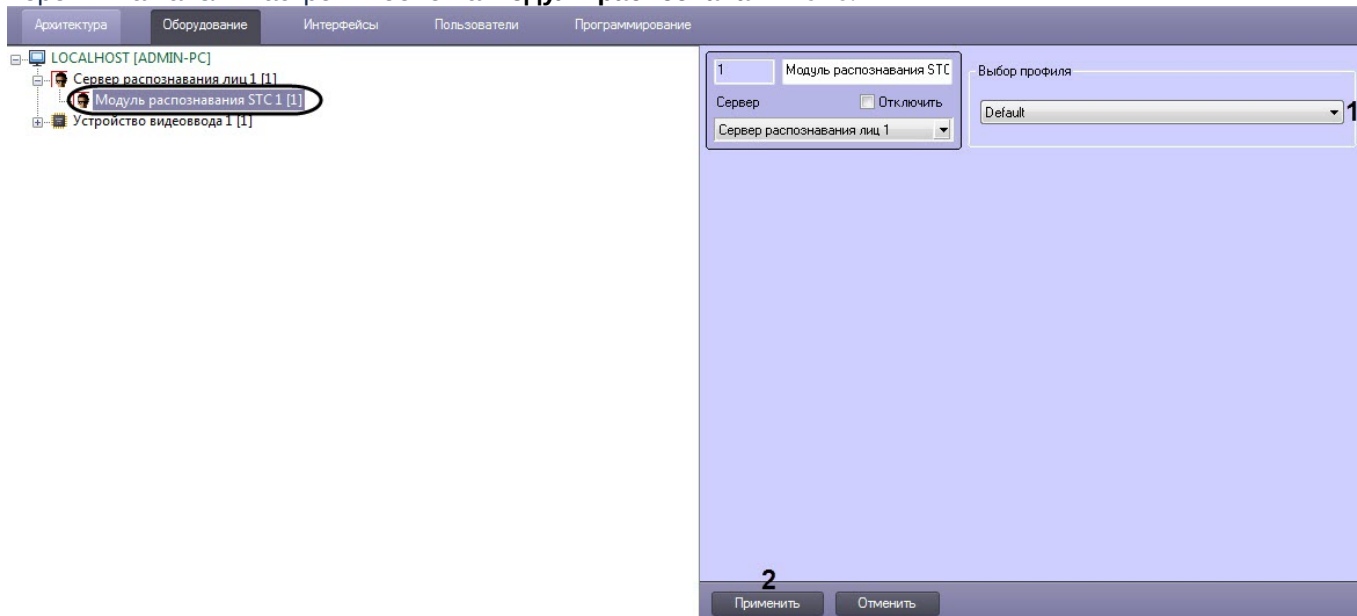 Архитектура Оборудование Интерфейсы Пользователи Программирование
LOCALHOST [ADMIN-PC]
Сервер распознавания лиц 1 [1]
Модуль распознавания STC 1 [1]
Устройство видеоввода 1 [1]
1 Модуль распознавания STC
Сервер Отключить
Сервер распознавания лиц 1
Выбор профиля
Default 1
2
Применить Отменить